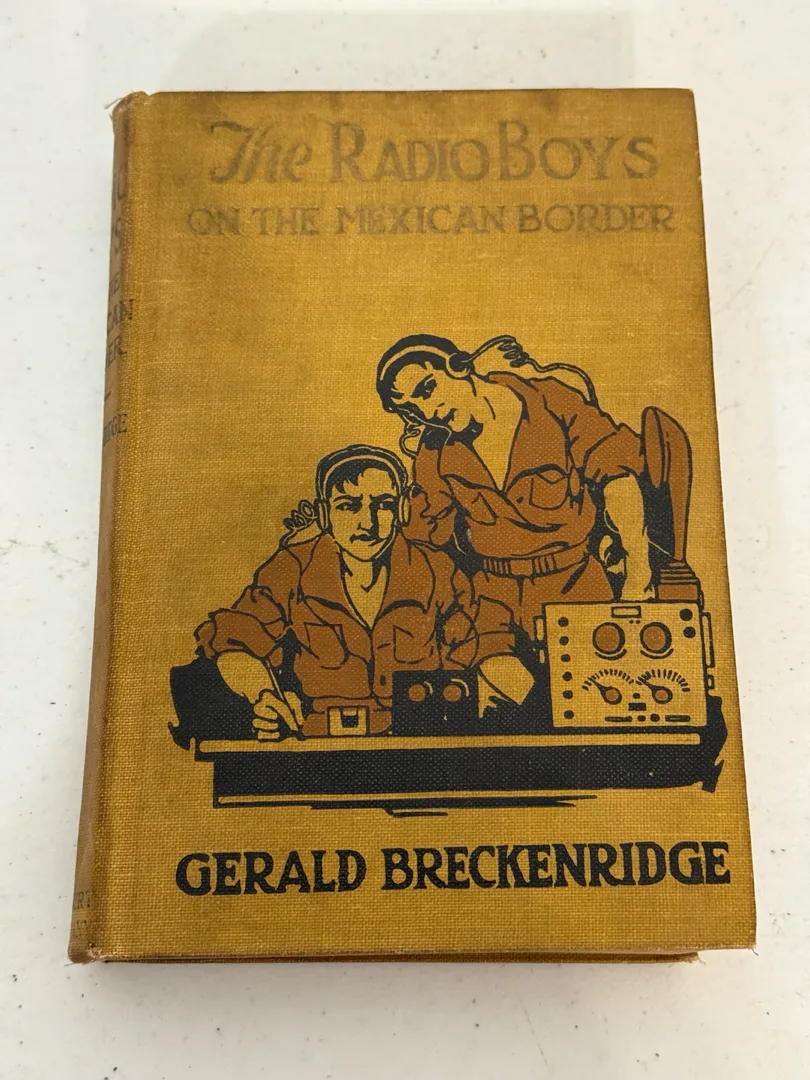 The RADIO BOYS
ON THE MEXICAN BORDER
GERALD BRECKENRIDGE